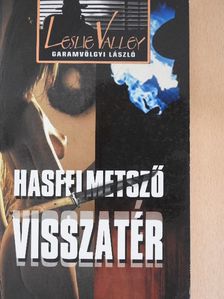 LESLIE VALLEY
GARAMVÖLGYI LÁSZLÓ
HASFELMETSZŐ
VISSZATÉR